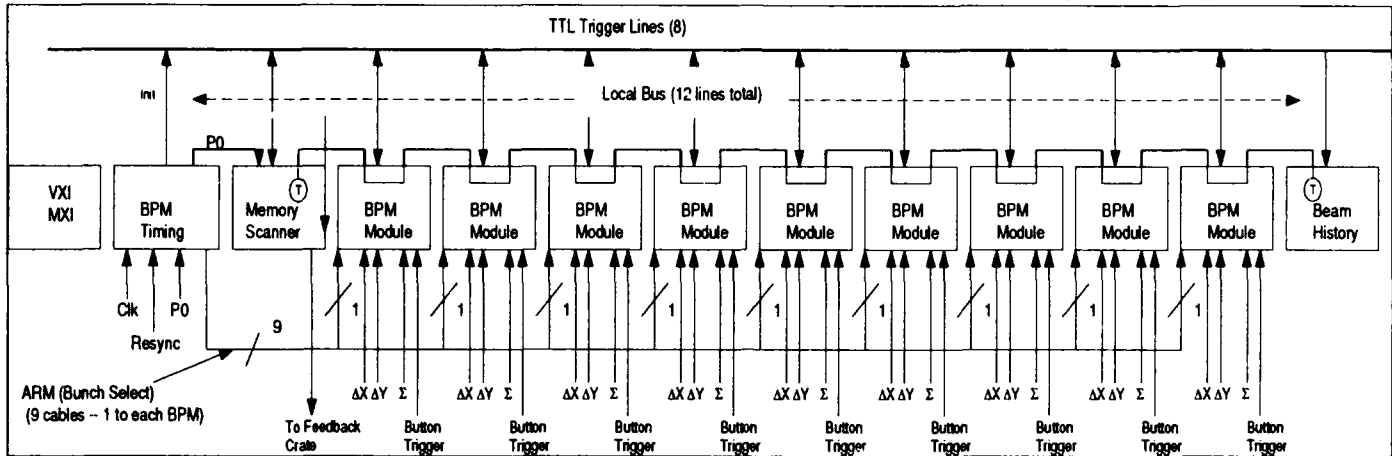 TTL Trigger Lines (8)
Init
Local Bus (12 lines total)
P0
VXI
MXI
BPM
Timing
Memory
Scanner
T
BPM
Module
BPM
Module
BPM
Module
BPM
Module
BPM
Module
BPM
Module
BPM
Module
BPM
Module
BPM
Module
T
Beam
History
Clk
Resync
P0
9
1
1
1
1
1
1
1
1
ARM (Bunch Select)
(9 cables -- 1 to each BPM)
ΔX ΔY Σ
ΔX ΔY Σ
ΔX ΔY Σ
ΔX ΔY Σ
ΔX ΔY Σ
ΔX ΔY Σ
ΔX ΔY Σ
ΔX ΔY Σ
ΔX ΔY Σ
To Feedback
Crate
Button
Trigger
Button
Trigger
Button
Trigger
Button
Trigger
Button
Trigger
Button
Trigger
Button
Trigger
Button
Trigger
Button
Trigger